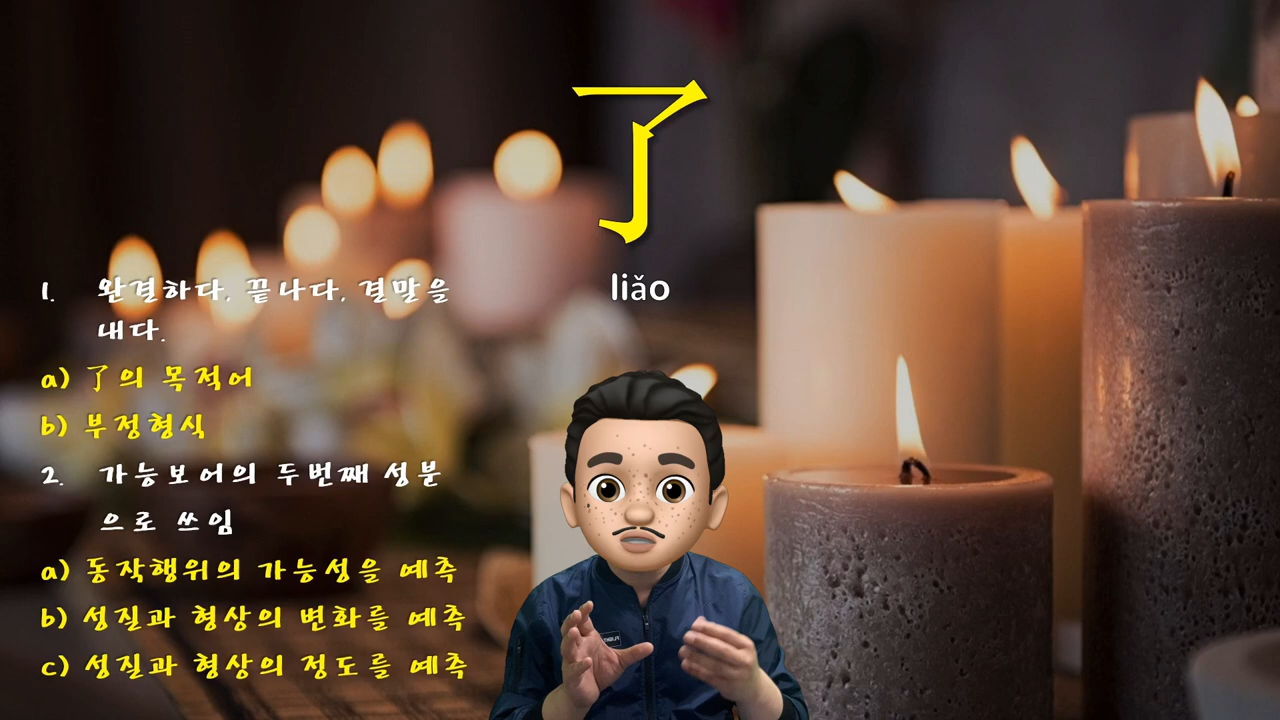 了
liǎo
1. 완결하다. 끝나다. 결말을
내다.
a) 了의 목적어
b) 부정형식
2. 가능보어의 두번째 성분
으로 쓰임
a) 동작행위의 가능성을 예측
b) 성질과 형상의 변화를 예측
c) 성질과 형상의 정도를 예측